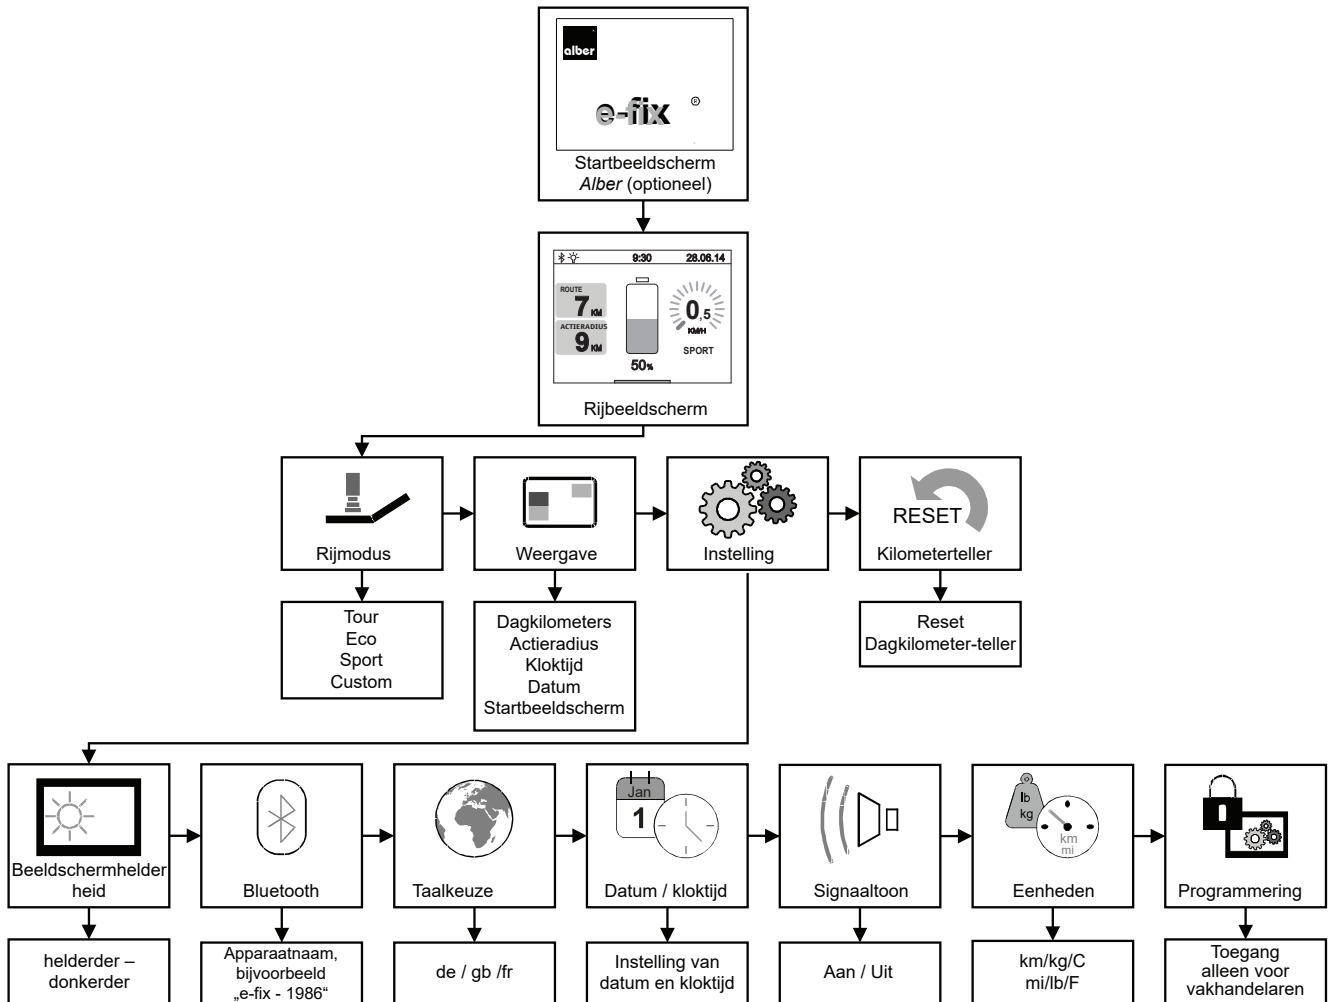 alber
e-fix ®
Startbeeldscherm
Alber (optioneel)
9:30 28.06.14
ROUTE
7 KM
ACTIERADIUS
9 KM
50%
0,5
KM/H
SPORT
Rijbeeldscherm
Rijmodus
Weergave
Instelling
RESET
Kilometerteller
Tour
Eco
Sport
Custom
Dagkilometers
Actieradius
Kloktijd
Datum
Startbeeldscherm
Reset
Dagkilometer-teller
Beeldschermhelder
heid
Bluetooth
Taalkeuze
Jan
1
Datum / kloktijd
Signaaltoon
lb
kg
km
mi
Eenheden
Programmering
helderder –
donkerder
Apparaatnaam,
bijvoorbeeld
„e-fix - 1986“
de / gb /fr
Instelling van
datum en kloktijd
Aan / Uit
km/kg/C
mi/lb/F
Toegang
alleen voor
vakhandelaren